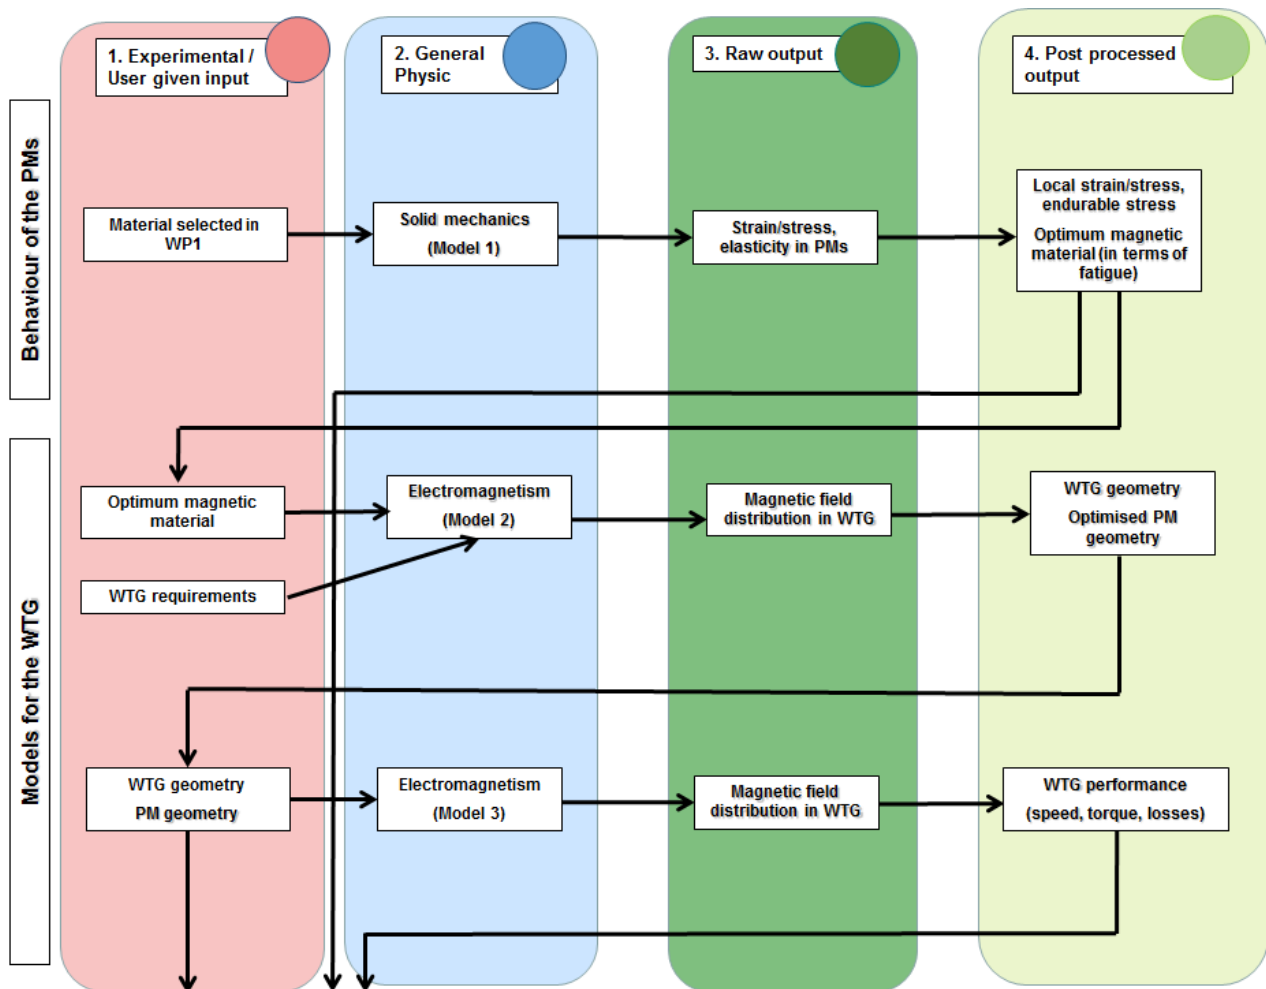 1. Experimental /
User given input
2. General
Physic
3. Raw output
4. Post processed
output
Behaviour of the PMs
Material selected in
WP1
Solid mechanics
(Model 1)
Strain/stress,
elasticity in PMs
Local strain/stress,
endurable stress
Optimum magnetic
material (in terms of
fatigue)
Models for the WTG
Optimum magnetic
material
Electromagnetism
(Model 2)
Magnetic field
distribution in WTG
WTG geometry
Optimised PM
geometry
WTG requirements
WTG geometry
PM geometry
Electromagnetism
(Model 3)
Magnetic field
distribution in WTG
WTG performance
(speed, torque, losses)